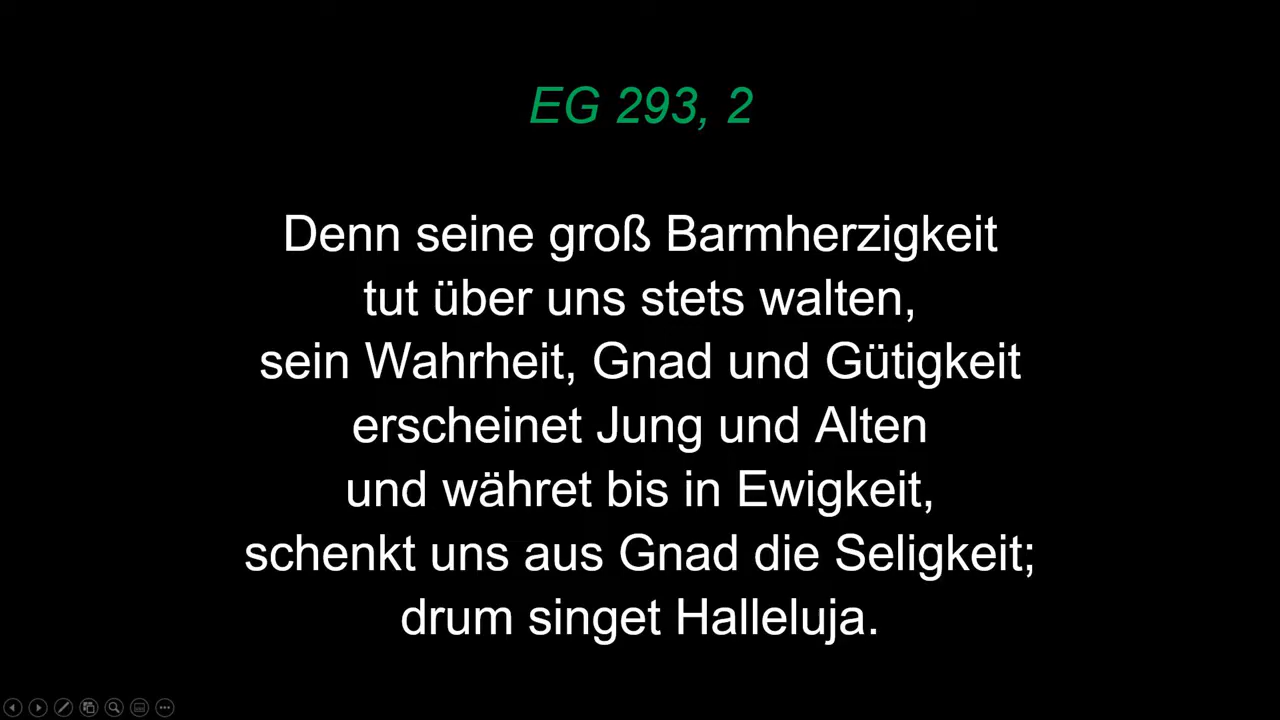 EG 293, 2
Denn seine groß Barmherzigkeit
tut über uns stets walten,
sein Wahrheit, Gnad und Gütigkeit
erscheinet Jung und Alten
und währet bis in Ewigkeit,
schenkt uns aus Gnad die Seligkeit;
drum singet Halleluja.